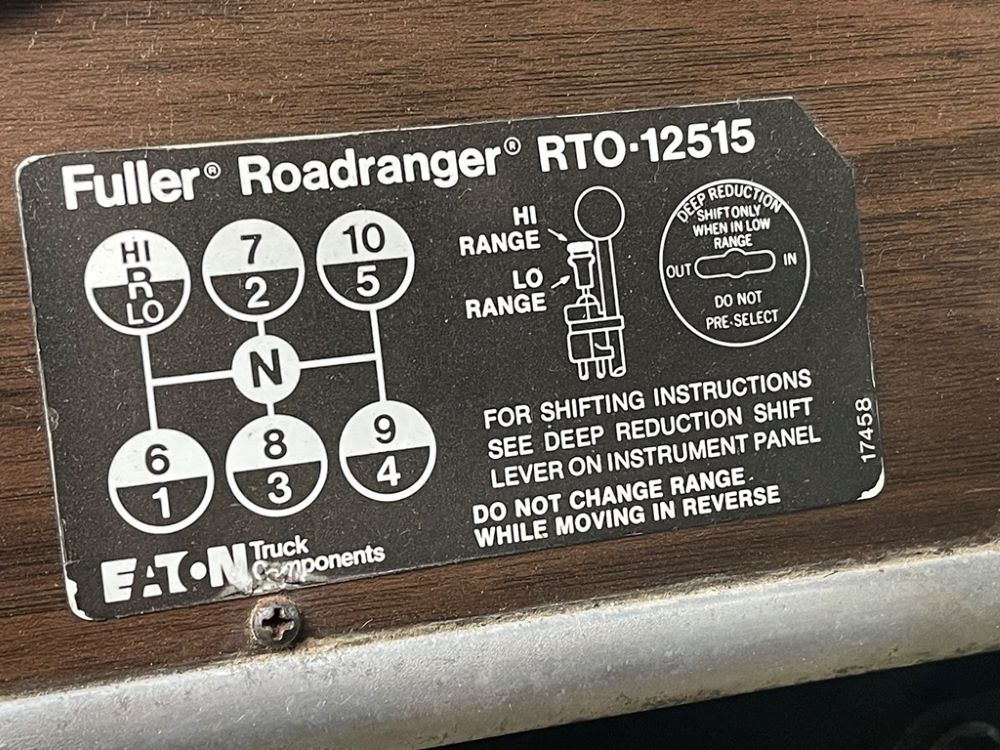 Fuller® Roadranger® RTO·12515
HI
R
LO
7
2
10
5
N
6
1
8
3
9
4
HI
RANGE
LO
RANGE
DEEP REDUCTION
SHIFT ONLY
WHEN IN LOW
RANGE
OUT
IN
DO NOT
PRE-SELECT
FOR SHIFTING INSTRUCTIONS
SEE DEEP REDUCTION SHIFT
LEVER ON INSTRUMENT PANEL
DO NOT CHANGE RANGE
WHILE MOVING IN REVERSE
17458
EATON
Truck
Components